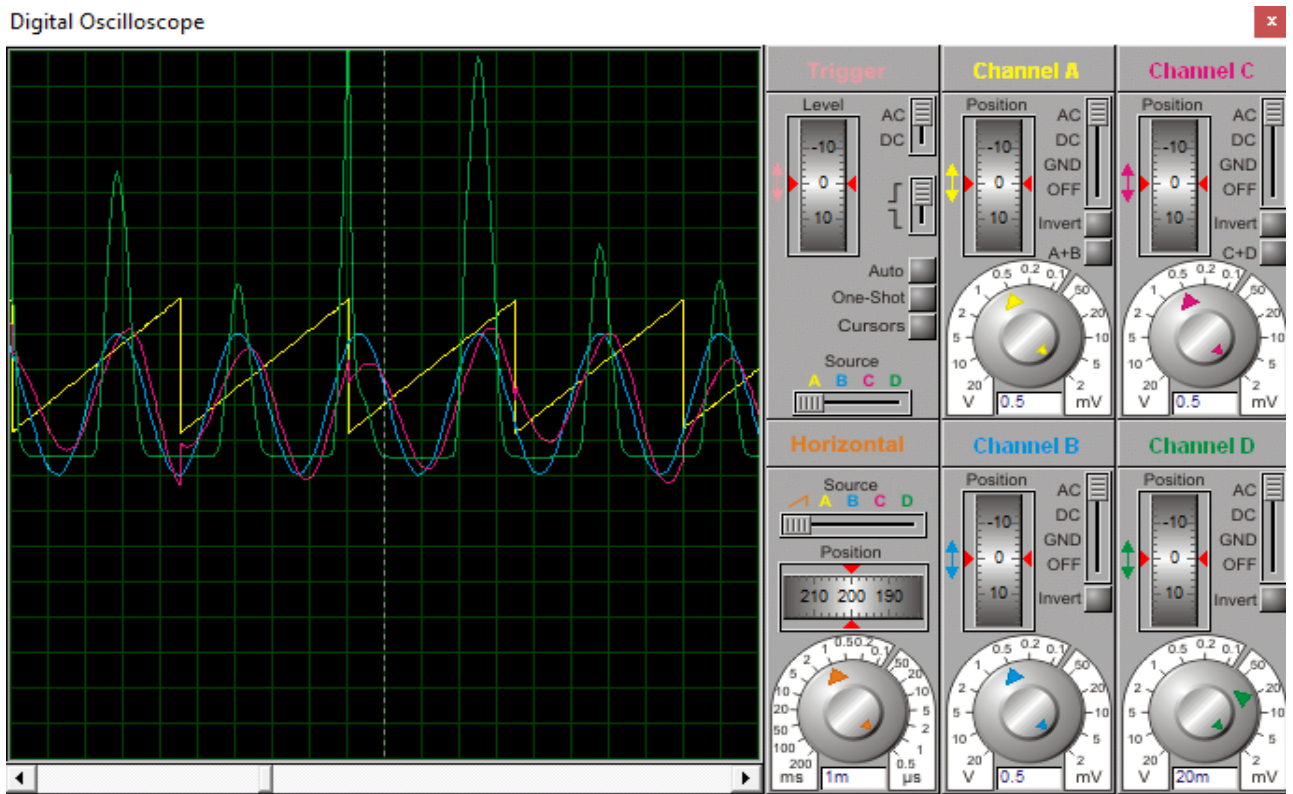 Digital Oscilloscope
x
Trigger
Level
AC
DC
-10
0
10
Auto
One-Shot
Cursors
Source
A B C D
Channel A
Position
AC
DC
GND
OFF
-10
0
10
Invert
A+B
20 10 5 2 1 0.5 0.2 0.1 50 20 10 5 2
V 0.5 mV
Channel C
Position
AC
DC
GND
OFF
-10
0
10
Invert
C+D
20 10 5 2 1 0.5 0.2 0.1 50 20 10 5 2
V 0.5 mV
Horizontal
Source
A B C D
Position
210 200 190
200 100 50 20 10 5 2 1 0.5 0.2 0.1 50 20 10 5 2 1 0.5
ms 1m µs
Channel B
Position
AC
DC
GND
OFF
-10
0
10
Invert
20 10 5 2 1 0.5 0.2 0.1 50 20 10 5 2
V 0.5 mV
Channel D
Position
AC
DC
GND
OFF
-10
0
10
Invert
20 10 5 2 1 0.5 0.2 0.1 50 20 10 5 2
V 20m mV